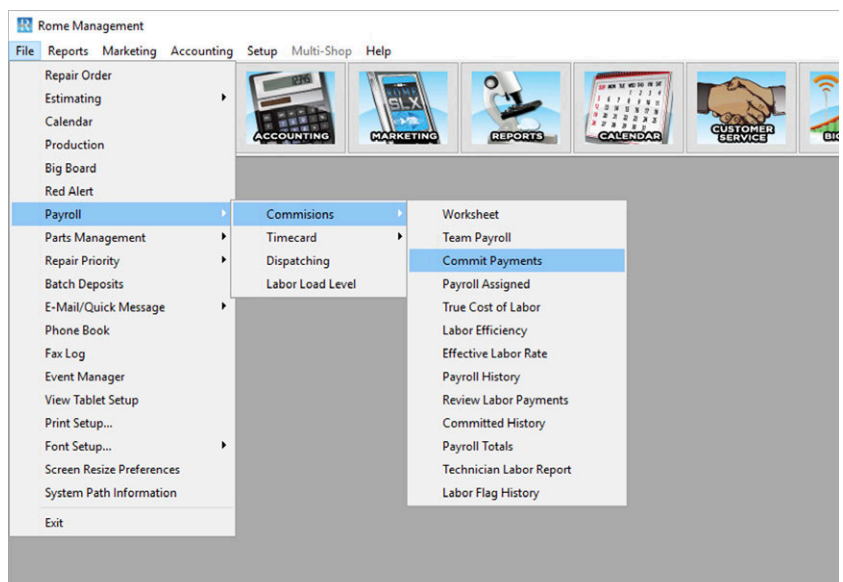 Rome Management
File Reports Marketing Accounting Setup Multi-Shop Help
Repair Order
Estimating
Calendar
Production
Big Board
Red Alert
Payroll
Parts Management
Repair Priority
Batch Deposits
E-Mail/Quick Message
Phone Book
Fax Log
Event Manager
View Tablet Setup
Print Setup...
Font Setup...
Screen Resize Preferences
System Path Information
Exit
Commisions
Timecard
Dispatching
Labor Load Level
Worksheet
Team Payroll
Commit Payments
Payroll Assigned
True Cost of Labor
Labor Efficiency
Effective Labor Rate
Payroll History
Review Labor Payments
Committed History
Payroll Totals
Technician Labor Report
Labor Flag History
ACCOUNTING
SLX
MARKETING
REPORTS
CALENDAR
CUSTOMER
SERVICE